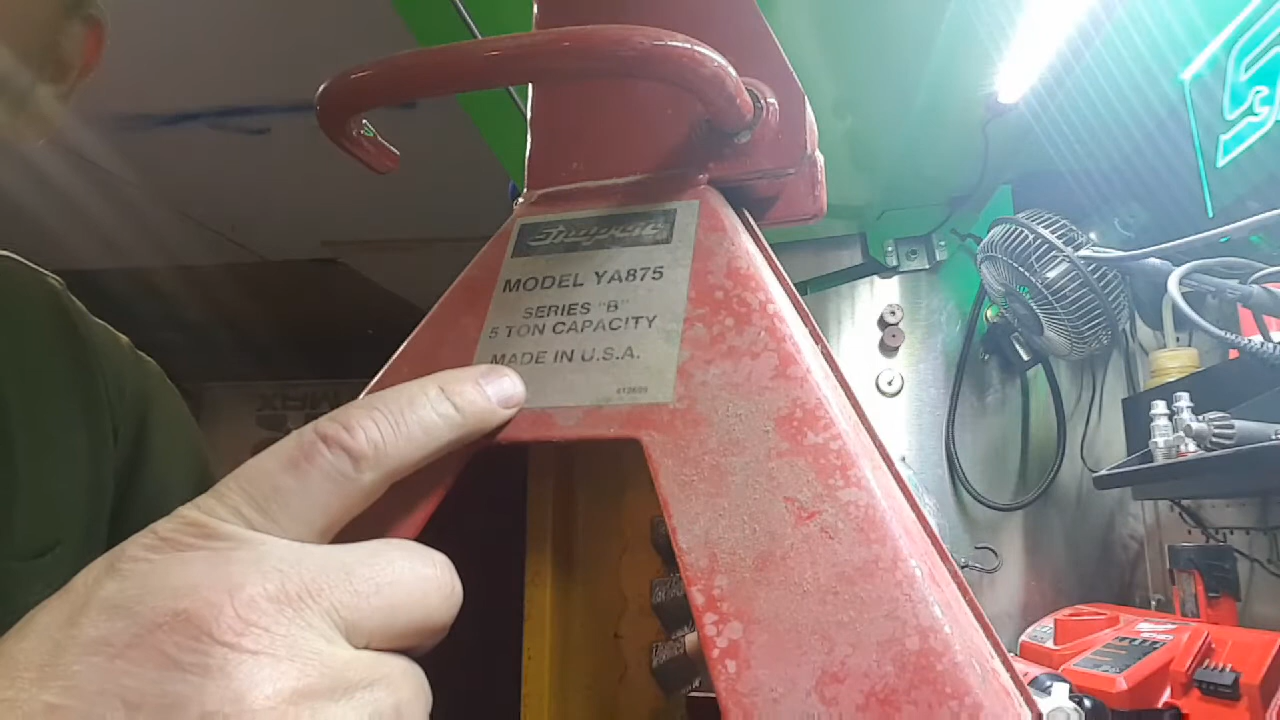 Snap-on
MODEL YA875
SERIES "B"
5 TON CAPACITY
MADE IN U.S.A.